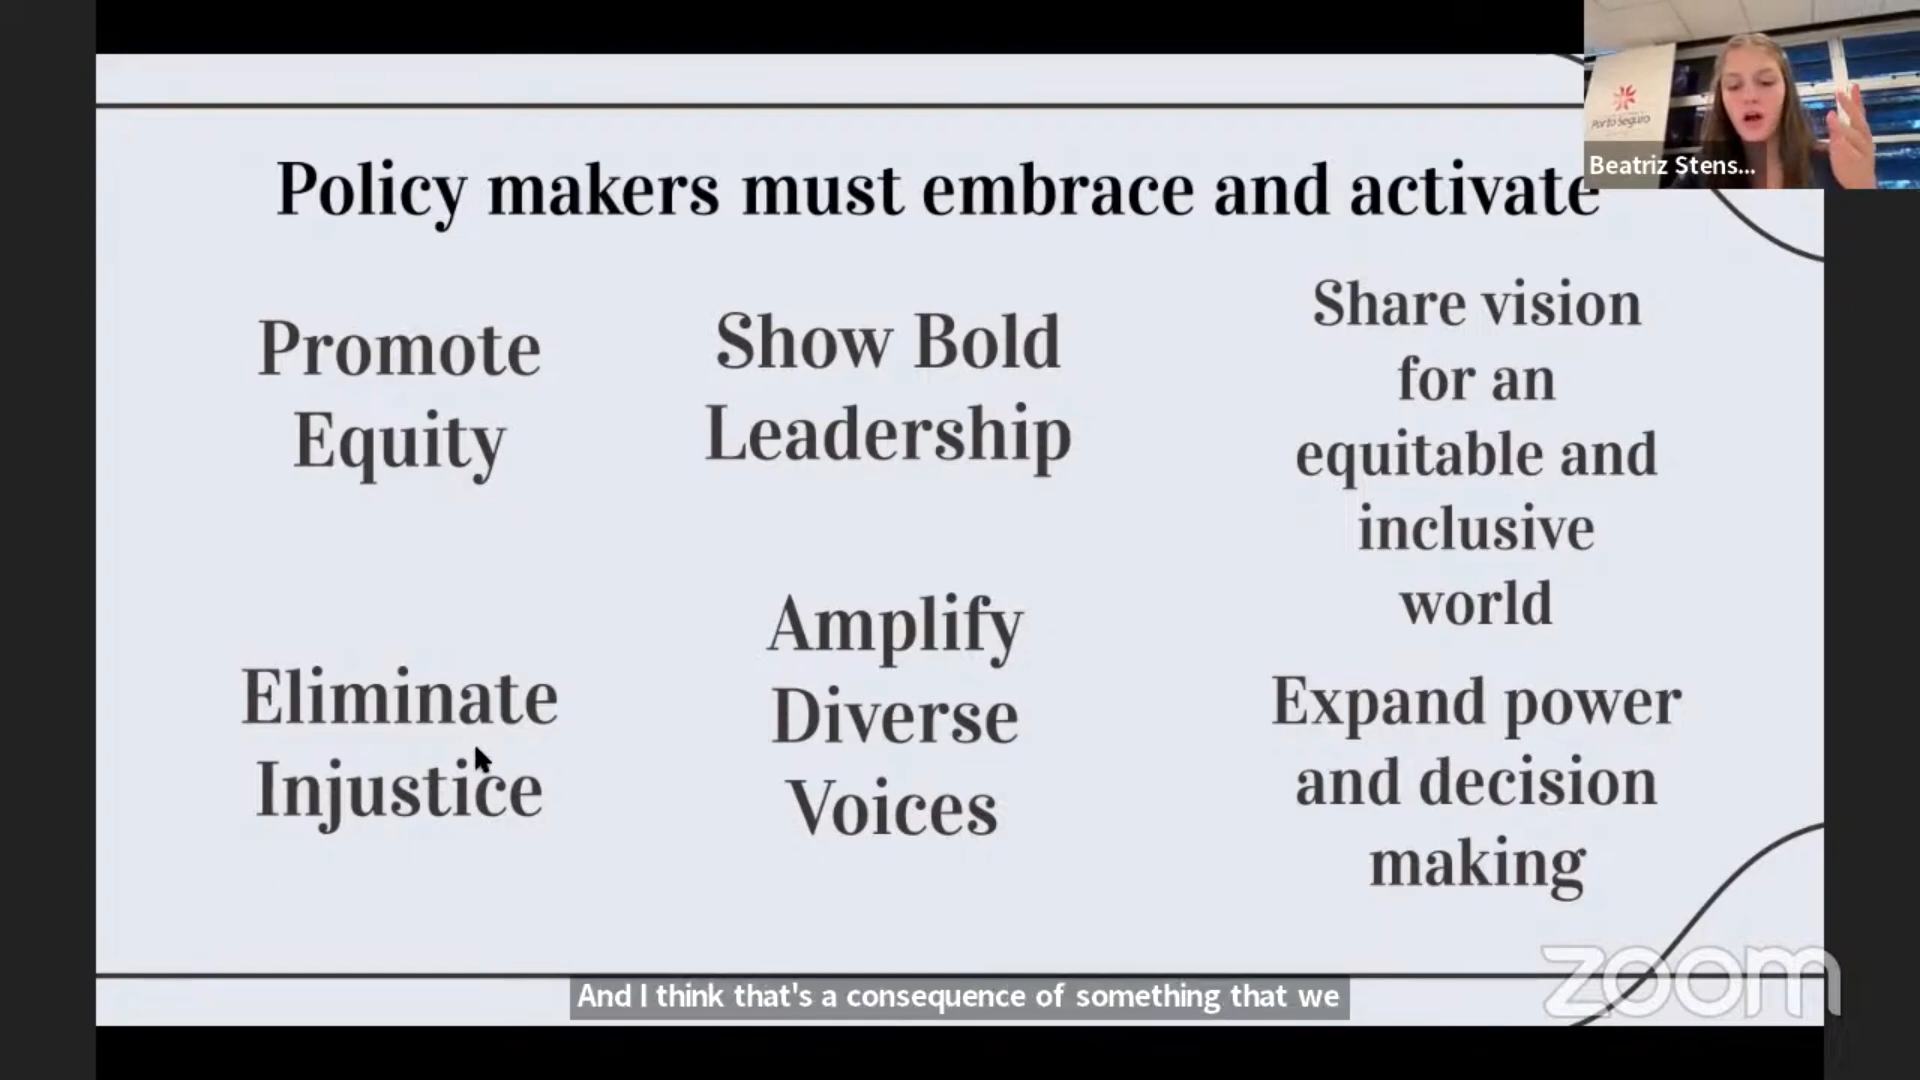 Policy makers must embrace and activate
Promote
Equity
Show Bold
Leadership
Share vision
for an
equitable and
inclusive
world
Eliminate
Injustice
Amplify
Diverse
Voices
Expand power
and decision
making
Porto Seguro
Beatriz Stens...
And I think that's a consequence of something that we
zoom